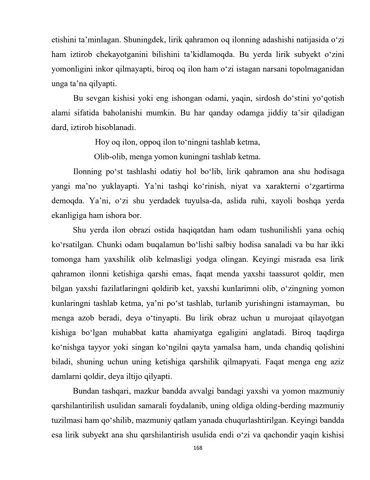 etishini ta’minlagan. Shuningdek, lirik qahramon oq ilonning adashishi natijasida o‘zi
ham iztirob chekayotganini bilishini ta’kidlamoqda. Bu yerda lirik subyekt o‘zini
yomonligini inkor qilmayapti, biroq oq ilon ham o‘zi istagan narsani topolmaganidan
unga ta’na qilyapti.
Bu sevgan kishisi yoki eng ishongan odami, yaqin, sirdosh do‘stini yo‘qotish
alami sifatida baholanishi mumkin. Bu har qanday odamga jiddiy ta’sir qiladigan
dard, iztirob hisoblanadi.
Hoy oq ilon, oppoq ilon to‘ningni tashlab ketma,
Olib-olib, menga yomon kuningni tashlab ketma.
Ilonning po‘st tashlashi odatiy hol bo‘lib, lirik qahramon ana shu hodisaga
yangi ma’no yuklayapti. Ya’ni tashqi ko‘rinish, niyat va xarakterni o‘zgartirma
demoqda. Ya’ni, o‘zi shu yerdadek tuyulsa-da, aslida ruhi, xayoli boshqa yerda
ekanligiga ham ishora bor.
Shu yerda ilon obrazi ostida haqiqatdan ham odam tushunilishli yana ochiq
ko‘rsatilgan. Chunki odam buqalamun bo‘lishi salbiy hodisa sanaladi va bu har ikki
tomonga ham yaxshilik olib kelmasligi yodga olingan. Keyingi misrada esa lirik
qahramon ilonni ketishiga qarshi emas, faqat menda yaxshi taassurot qoldir, men
bilgan yaxshi fazilatlaringni qoldirib ket, yaxshi kunlarimni olib, o‘zingning yomon
kunlaringni tashlab ketma, ya’ni po‘st tashlab, turlanib yurishingni istamayman, bu
menga azob beradi, deya o‘tinyapti. Bu lirik obraz uchun u murojaat qilayotgan
kishiga bo‘lgan muhabbat katta ahamiyatga egaligini anglatadi. Biroq taqdirga
ko‘nishga tayyor yoki singan ko‘ngilni qayta yamalsa ham, unda chandiq qolishini
biladi, shuning uchun uning ketishiga qarshilik qilmapyati. Faqat menga eng aziz
damlarni qoldir, deya iltijo qilyapti.
Bundan tashqari, mazkur bandda avvalgi bandagi yaxshi va yomon mazmuniy
qarshilantirilish usulidan samarali foydalanib, uning oldiga olding-berding mazmuniy
tuzilmasi ham qo‘shilib, mazmuniy qatlam yanada chuqurlashtirilgan. Keyingi bandda
esa lirik subyekt ana shu qarshilantirish usulida endi o‘zi va qachondir yaqin kishisi
168